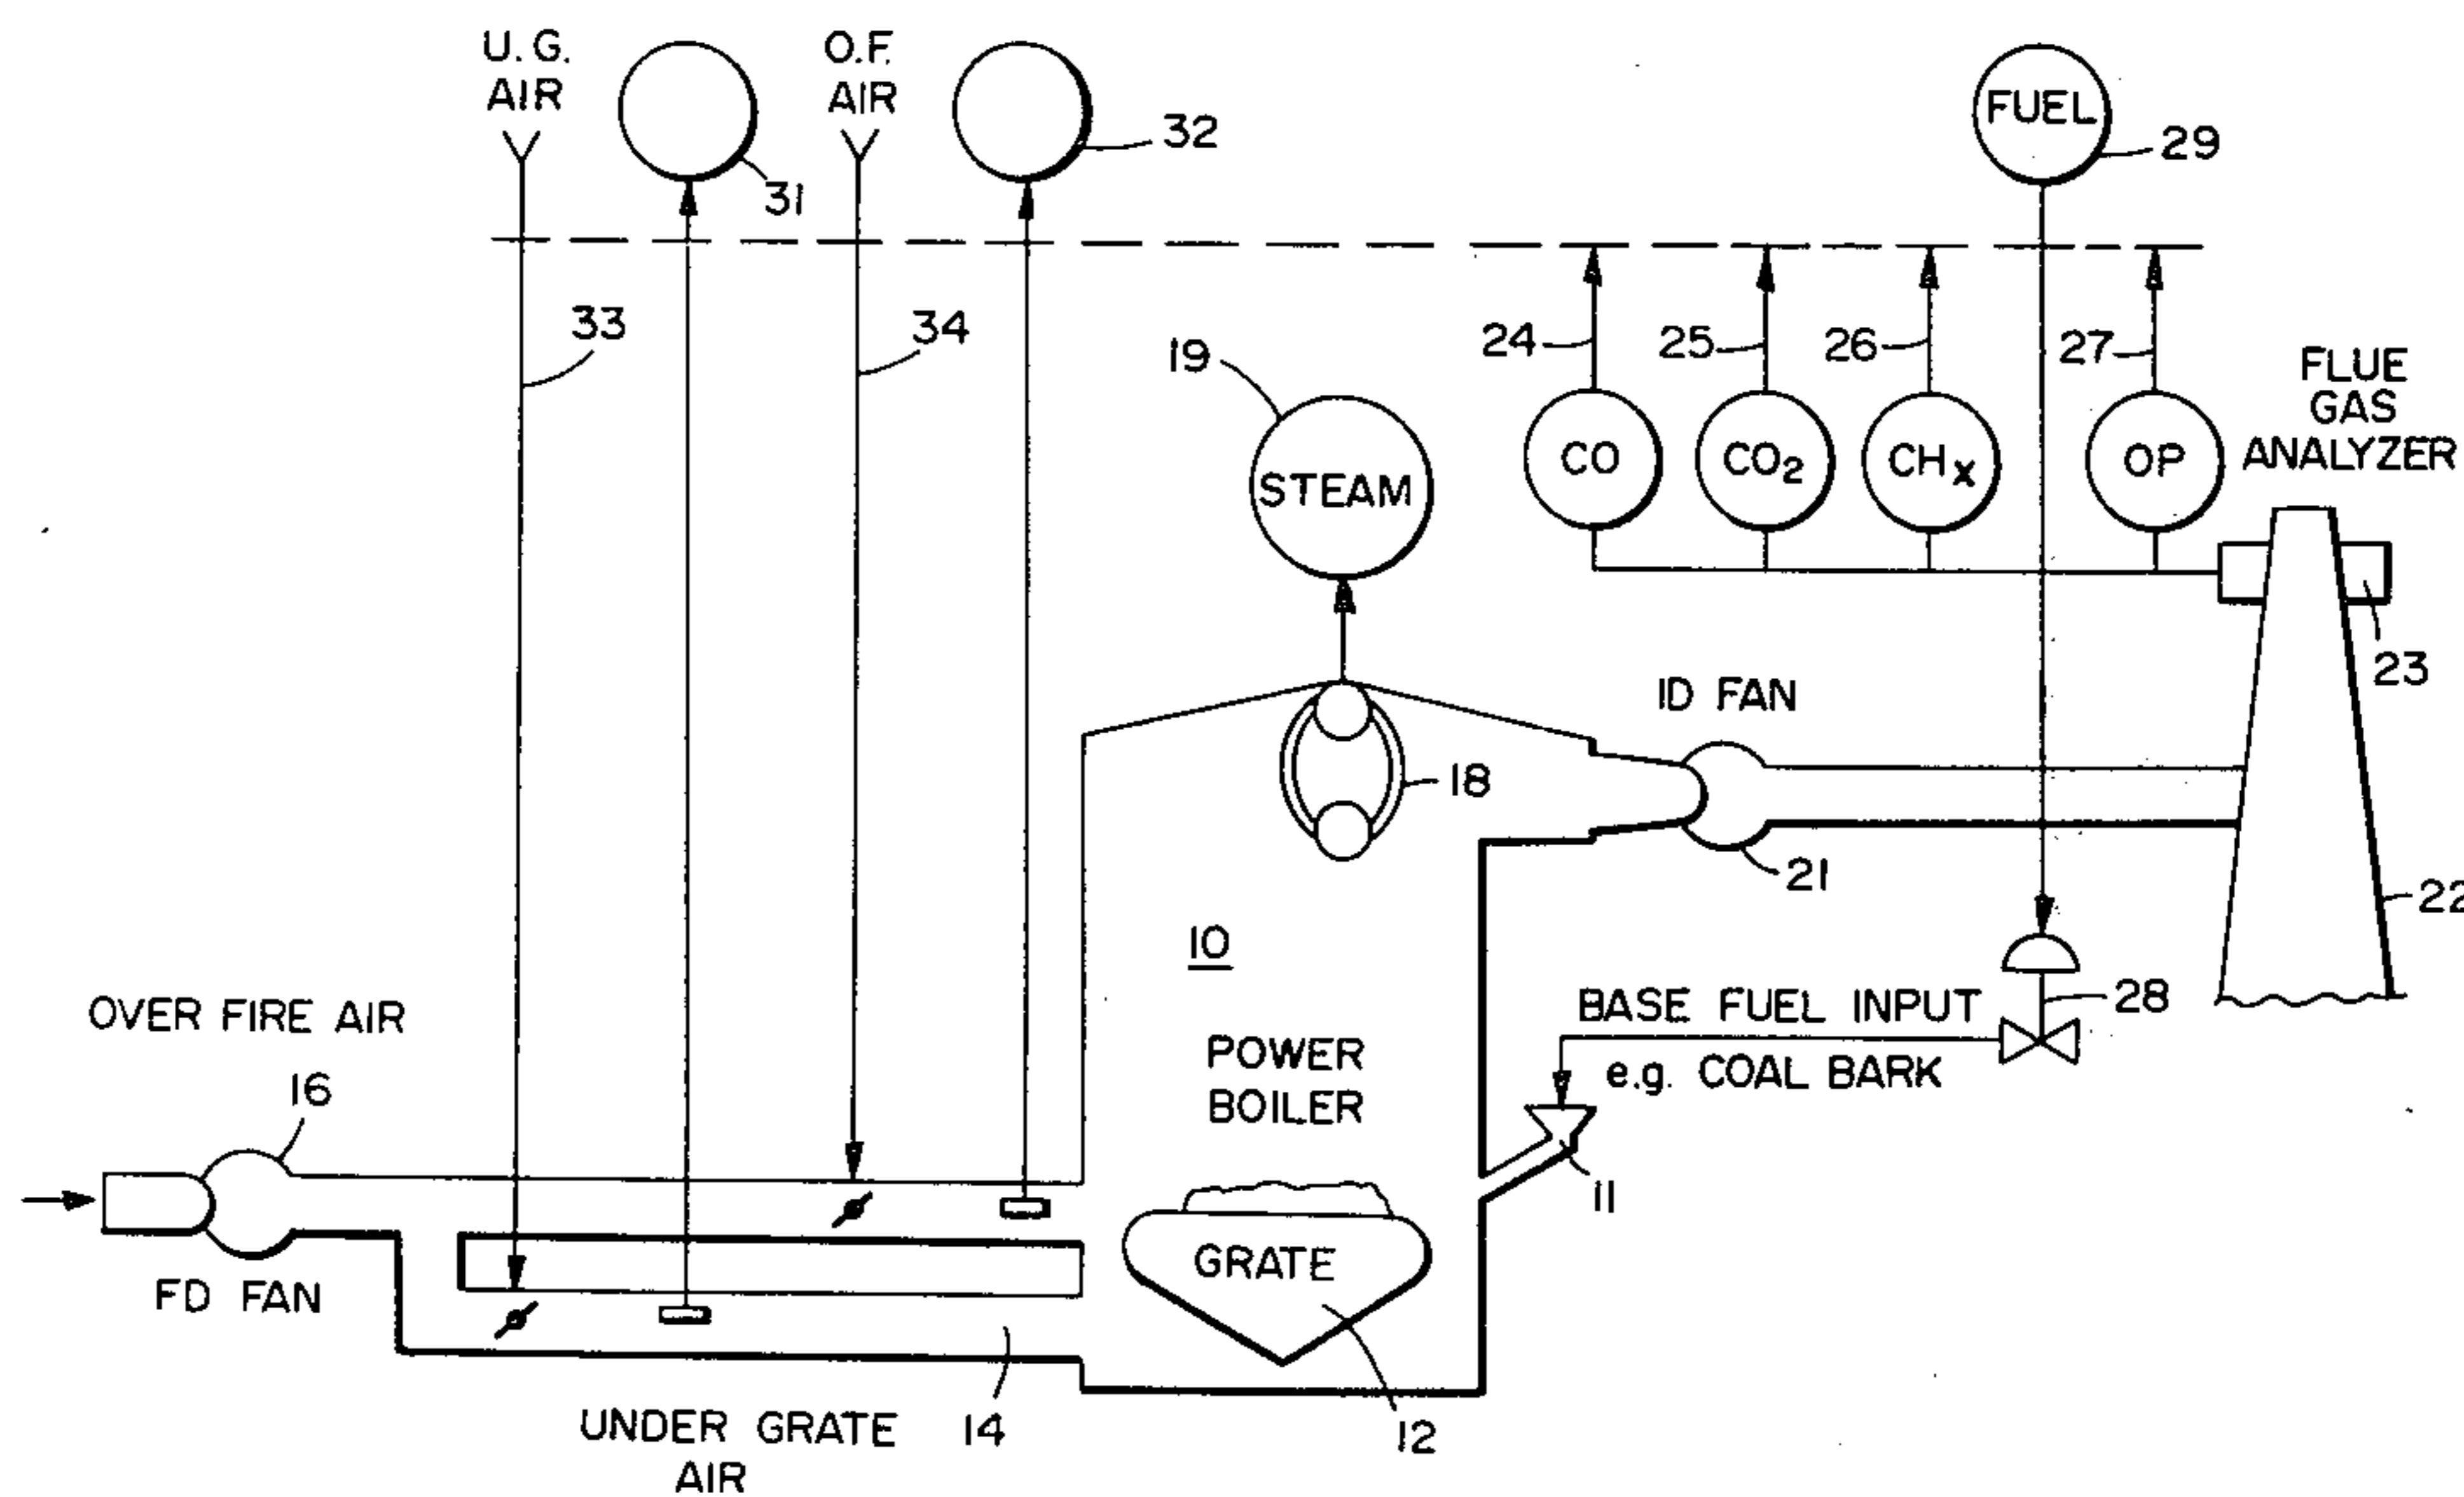 U.G.
AIR
31
O.F.
AIR
32
FUEL
29
33
34
19
STEAM
24
25
26
27
FLUE
GAS
ANALYZER
CO
CO₂
CHx
OP
23
ID FAN
18
21
22
10
OVER FIRE AIR
16
POWER
BOILER
BASE FUEL INPUT
e.g. COAL BARK
28
11
FD FAN
GRATE
UNDER GRATE
AIR
14
12